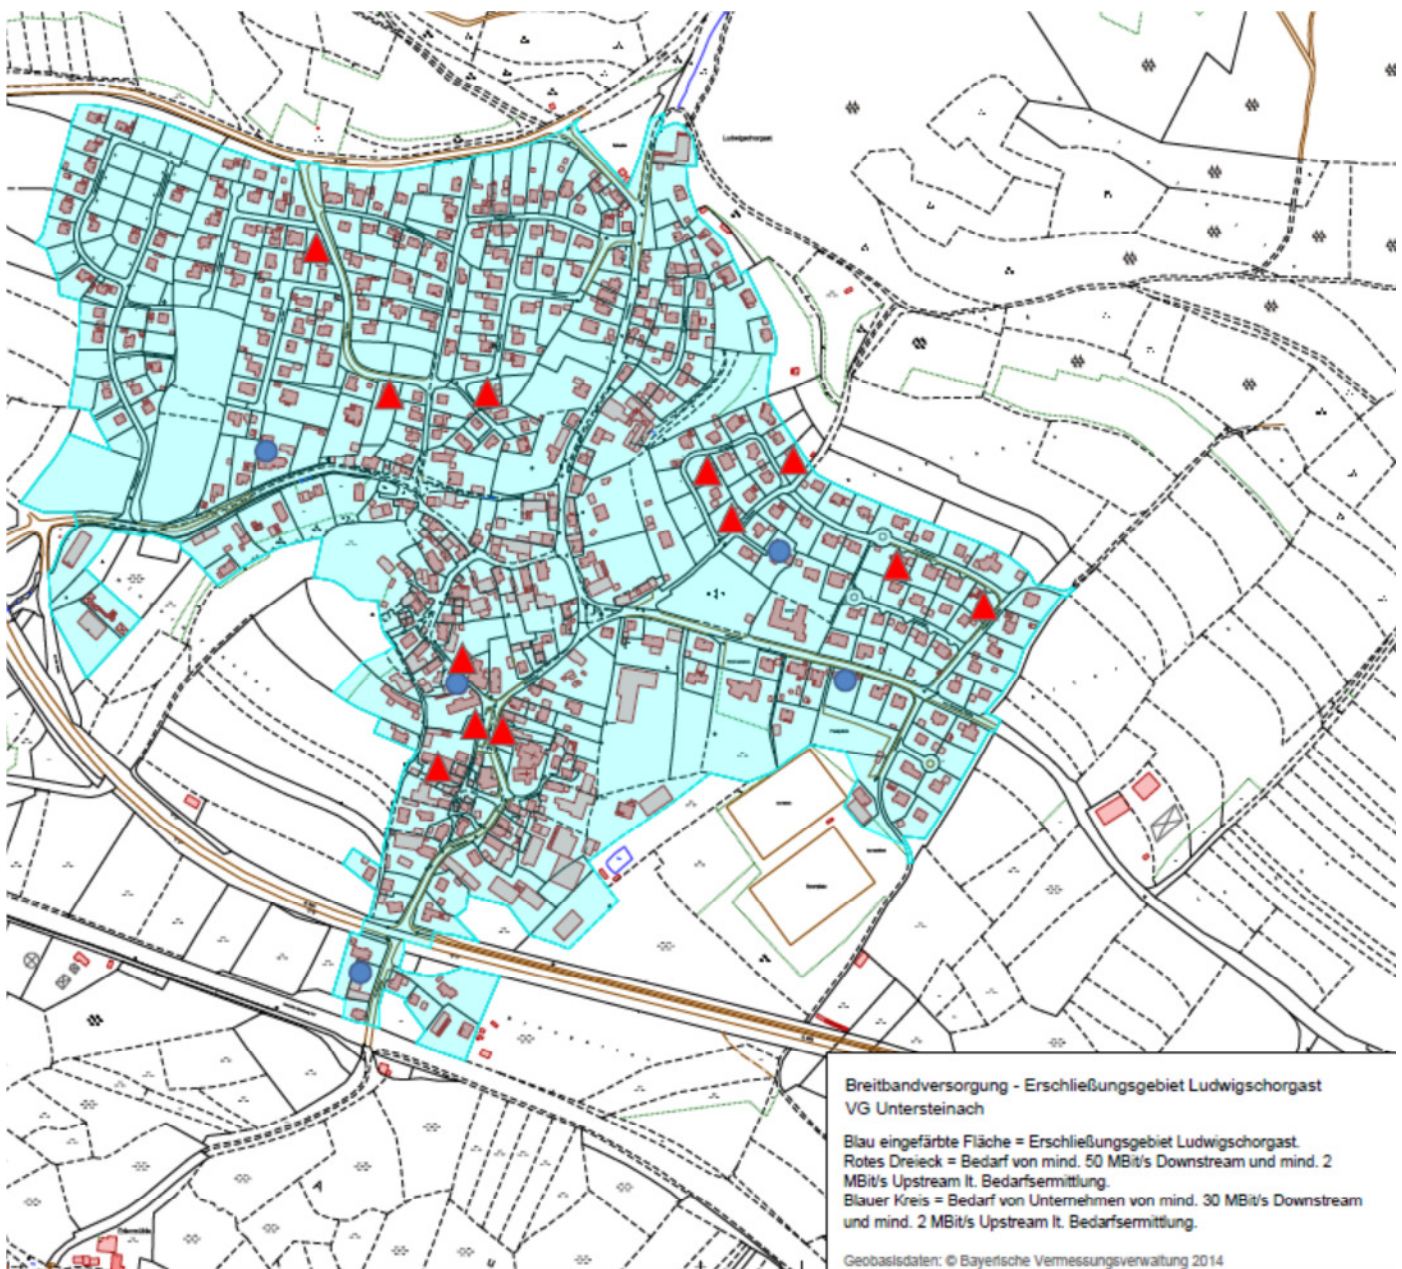 Ludwigschorgast
Breitbandversorgung - Erschließungsgebiet Ludwigschorgast
VG Untersteinach
Blau eingefärbte Fläche = Erschließungsgebiet Ludwigschorgast.
Rotes Dreieck = Bedarf von mind. 50 MBit/s Downstream und mind. 2
MBit/s Upstream lt. Bedarfsermittlung.
Blauer Kreis = Bedarf von Unternehmen von mind. 30 MBit/s Downstream
und mind. 2 MBit/s Upstream lt. Bedarfsermittlung.
Geobasisdaten: © Bayerische Vermessungsverwaltung 2014